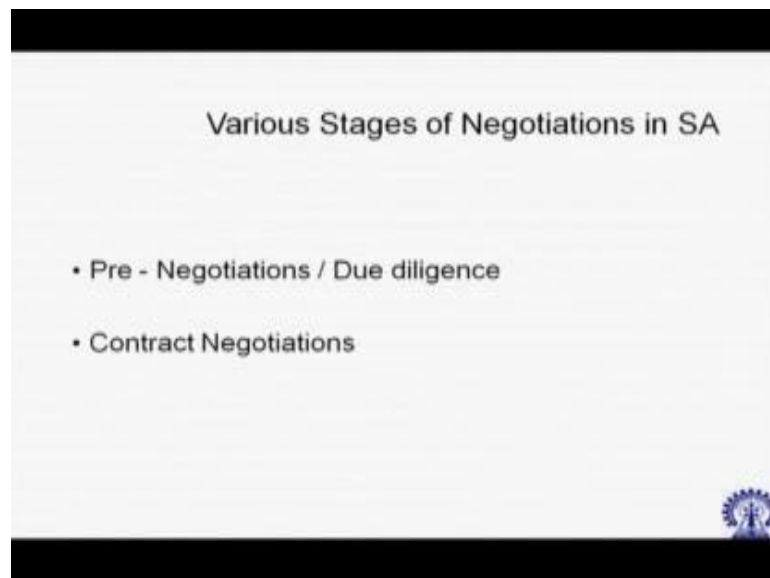 Various Stages of Negotiations in SA
• Pre - Negotiations / Due diligence
• Contract Negotiations